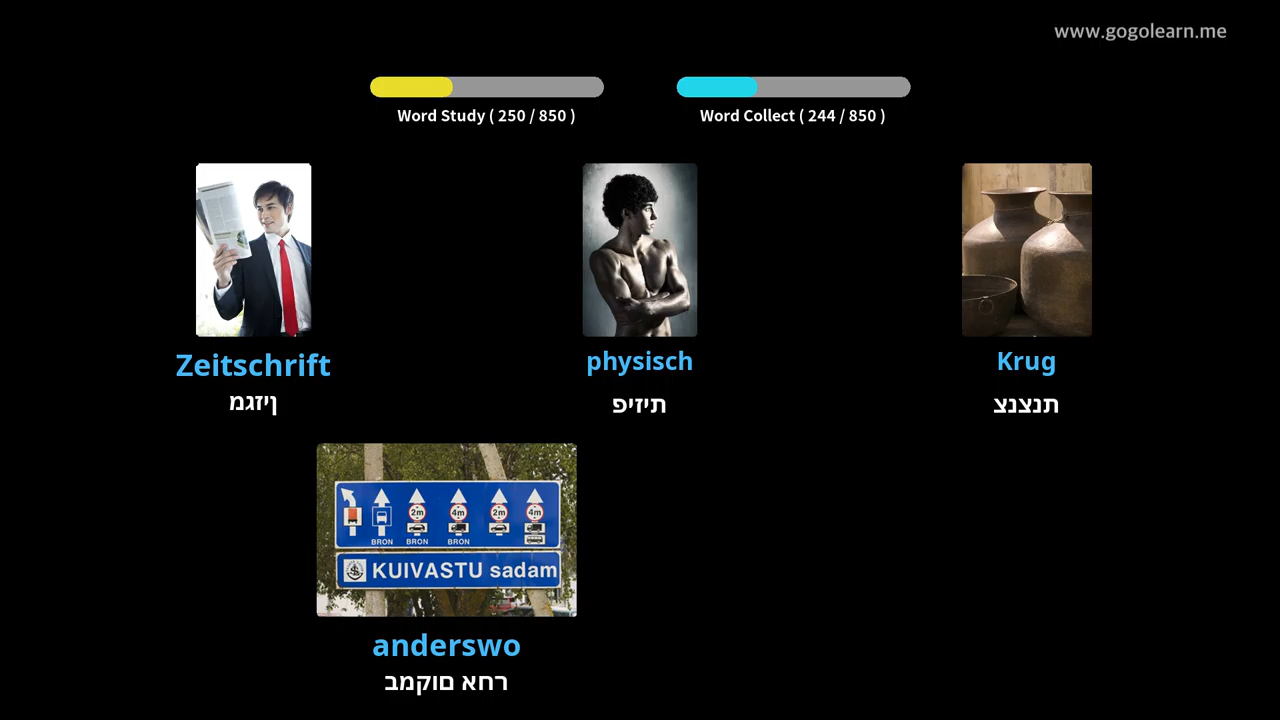 www.gogolearn.me
Word Study ( 250 / 850 )
Word Collect ( 244 / 850 )
Zeitschrift
ןיזגמ
physisch
תיזיפ
Krug
תנצנצ
2m
4m
2m
4m
BRON
BRON
BRON
KUIVASTU sadam
anderswo
רחא םוקמב